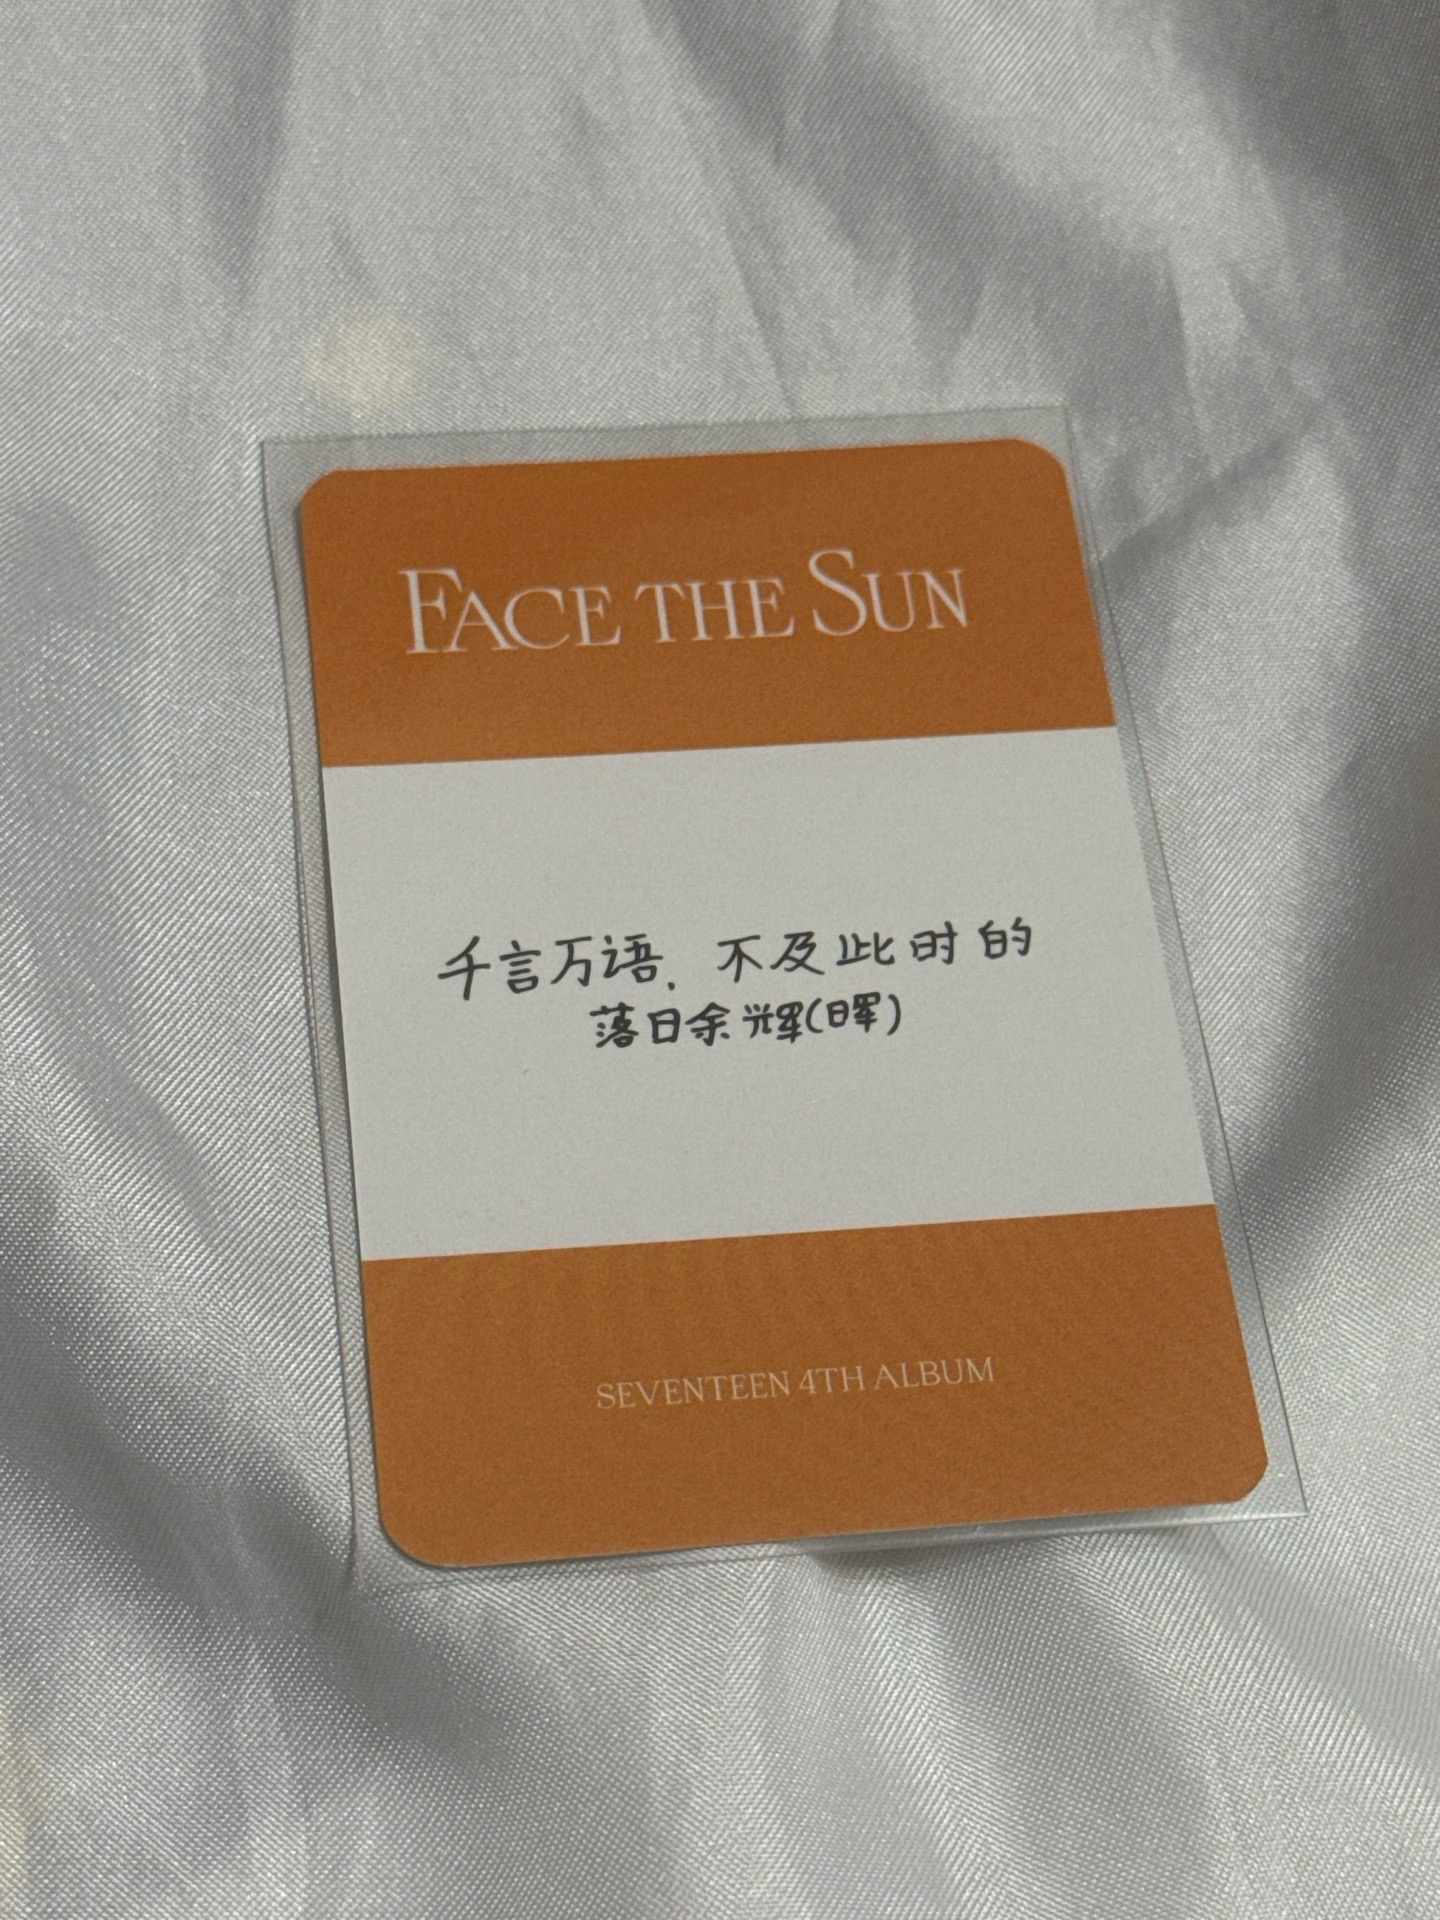 FACE THE SUN
千言万语，不及此时的
落日余辉(晖)
SEVENTEEN 4TH ALBUM